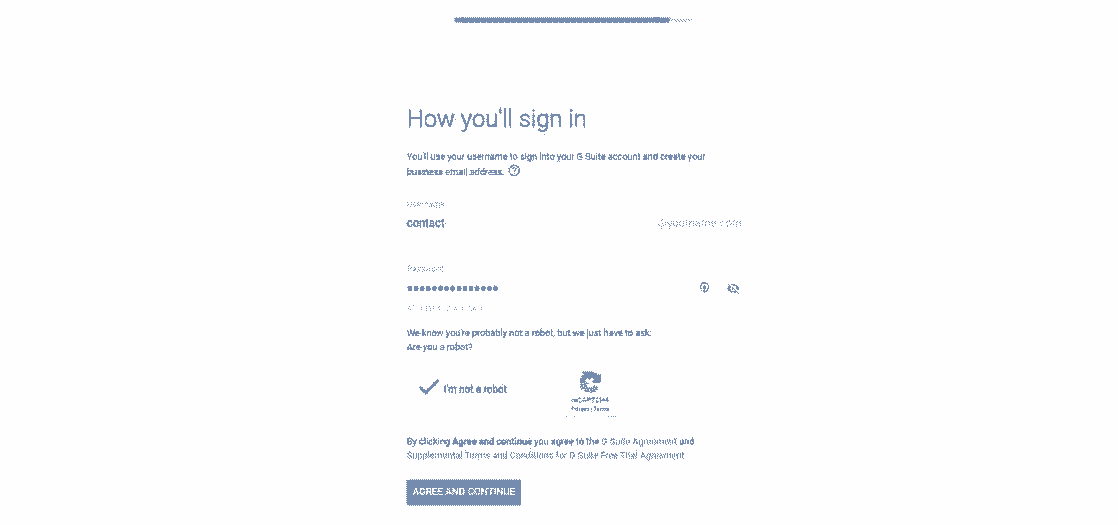 How you'll sign in
You'll use your username to sign into your G Suite account and create your
business email address.
Username
contact
@yourname.com
Password
We know you're probably not a robot, but we just have to ask:
Are you a robot?
I'm not a robot
reCAPTCHA
Privacy - Terms
By clicking Agree and continue you agree to the G Suite Agreement and
Supplemental Terms and Conditions for G Suite Free Trial Agreement
AGREE AND CONTINUE